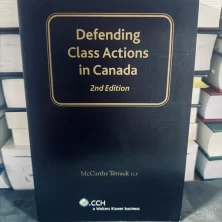 Defending
Class Actions
in Canada
2nd Edition
McCarthy Tétrault LLP
CCH
a Wolters Kluwer business